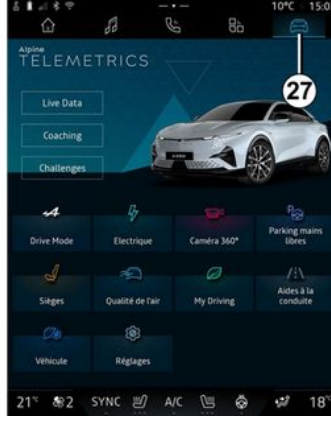 10°C 15:0
Alpine
TELEMETRICS
27
Live Data
Coaching
Challenges
Drive Mode
Electrique
Caméra 360°
Parking mains
libres
Sièges
Qualité de l'air
My Driving
Aides à la
conduite
Véhicule
Réglages
21° 2 SYNC A/C 18°